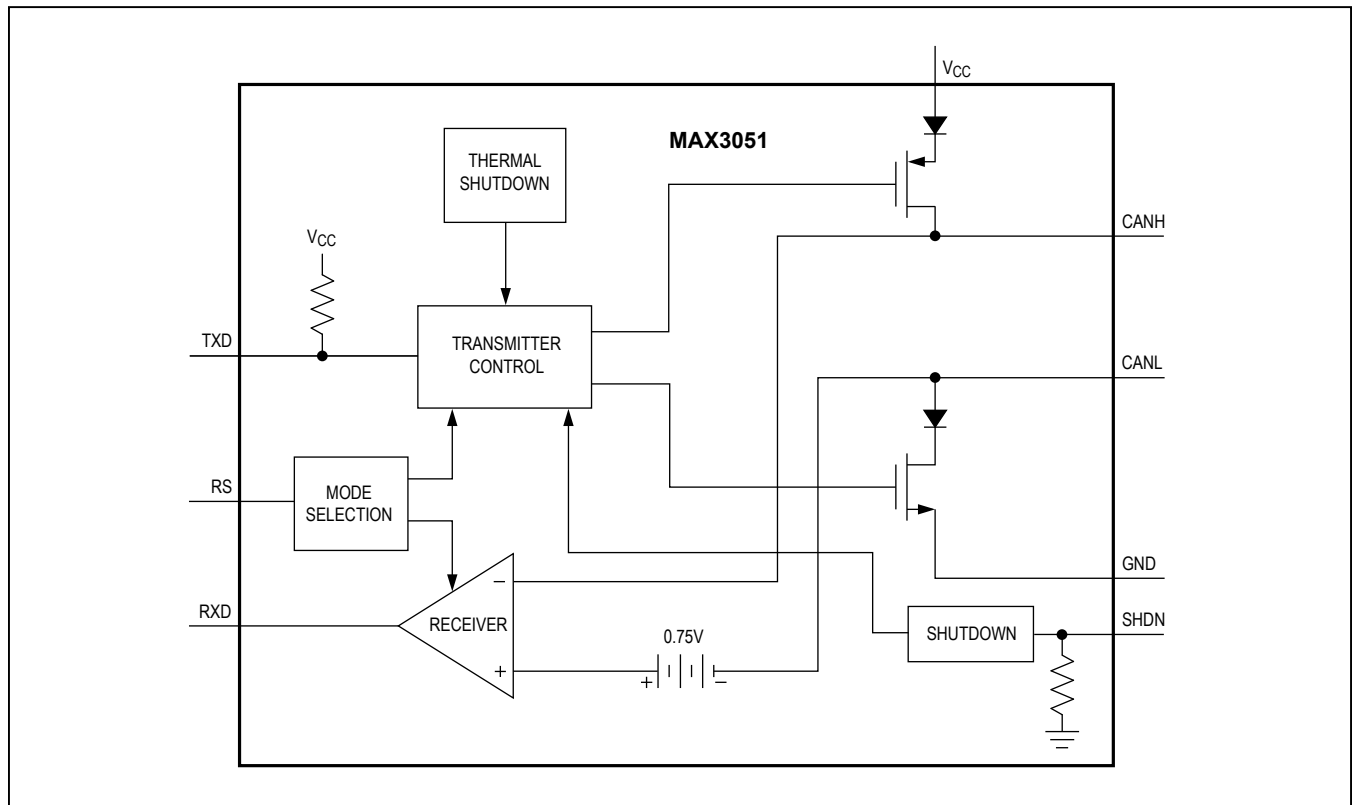 VCC
MAX3051
THERMAL
SHUTDOWN
VCC
CANH
TXD
TRANSMITTER
CONTROL
CANL
RS
MODE
SELECTION
GND
−
RXD
RECEIVER
SHUTDOWN
SHDN
0.75V
+
+ −